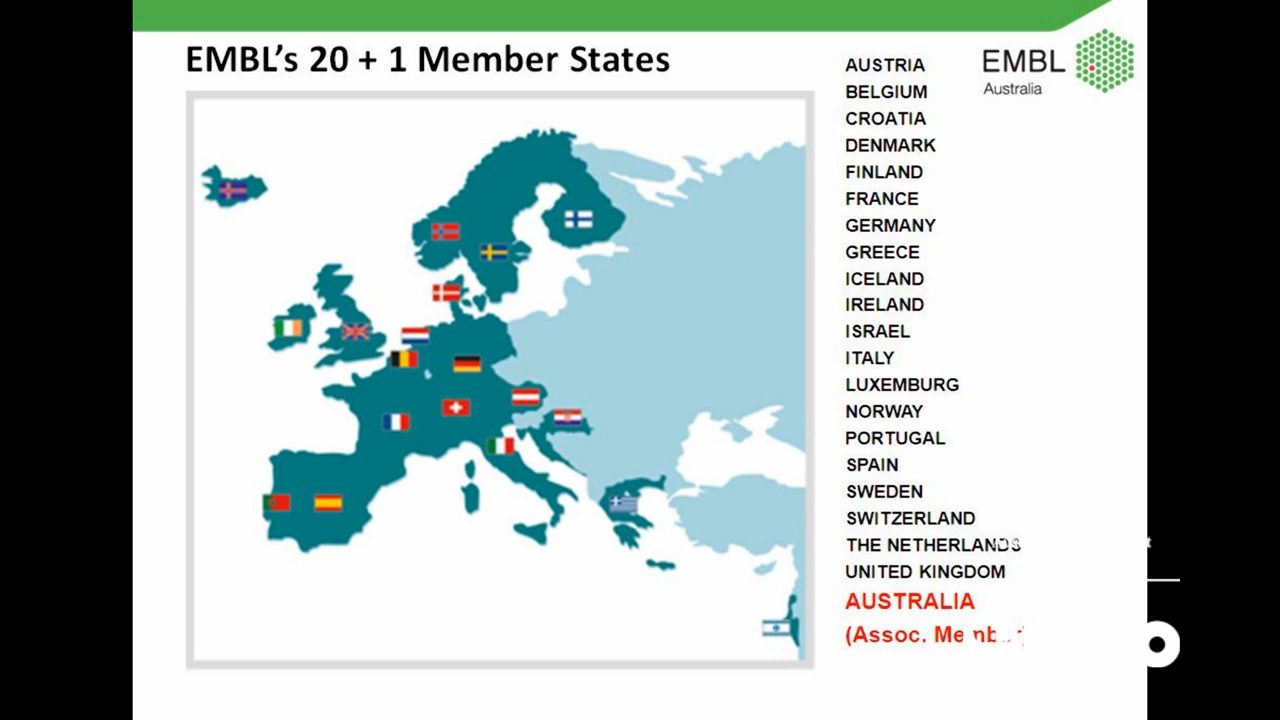 EMBL's 20 + 1 Member States
EMBL
Australia
AUSTRIA
BELGIUM
CROATIA
DENMARK
FINLAND
FRANCE
GERMANY
GREECE
ICELAND
IRELAND
ISRAEL
ITALY
LUXEMBURG
NORWAY
PORTUGAL
SPAIN
SWEDEN
SWITZERLAND
THE NETHERLANDS
UNITED KINGDOM
AUSTRALIA
(Assoc. Member)